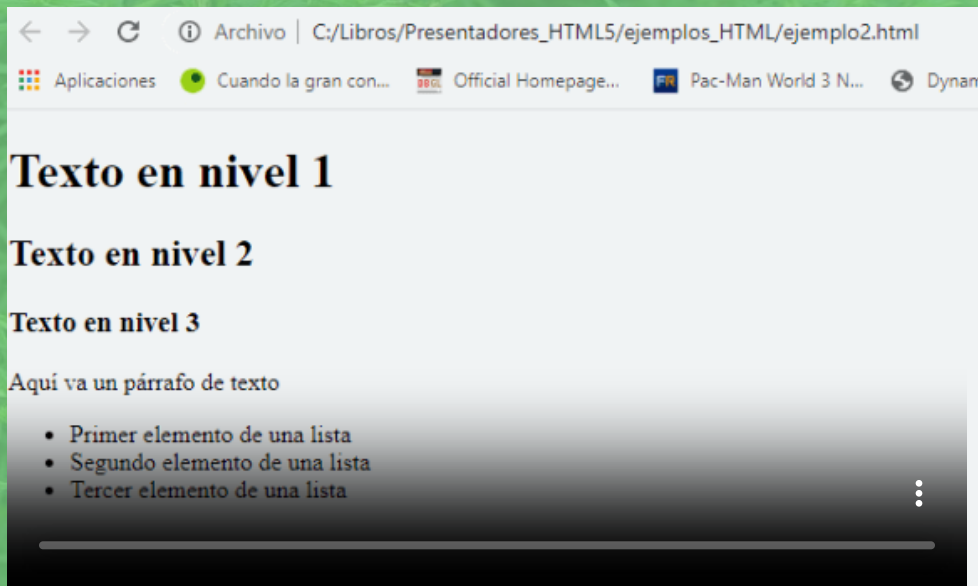 Archivo | C:/Libros/Presentadores_HTML5/ejemplos_HTML/ejemplo2.html
Aplicaciones Cuando la gran con... Official Homepage... FR Pac-Man World 3 N... Dynam
Texto en nivel 1
Texto en nivel 2
Texto en nivel 3
Aquí va un párrafo de texto
• Primer elemento de una lista
• Segundo elemento de una lista
• Tercer elemento de una lista